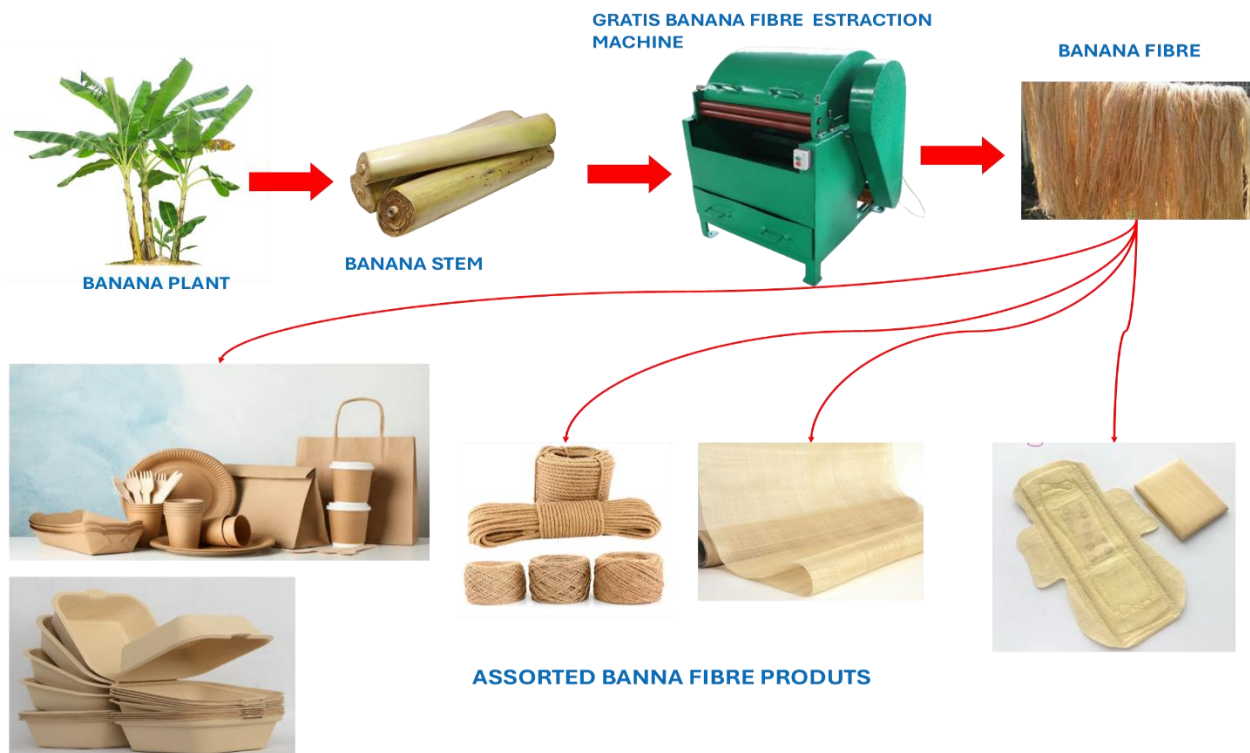 GRATIS BANANA FIBRE ESTRACTION
MACHINE
BANANA FIBRE
BANANA STEM
BANANA PLANT
ASSORTED BANNA FIBRE PRODUTS